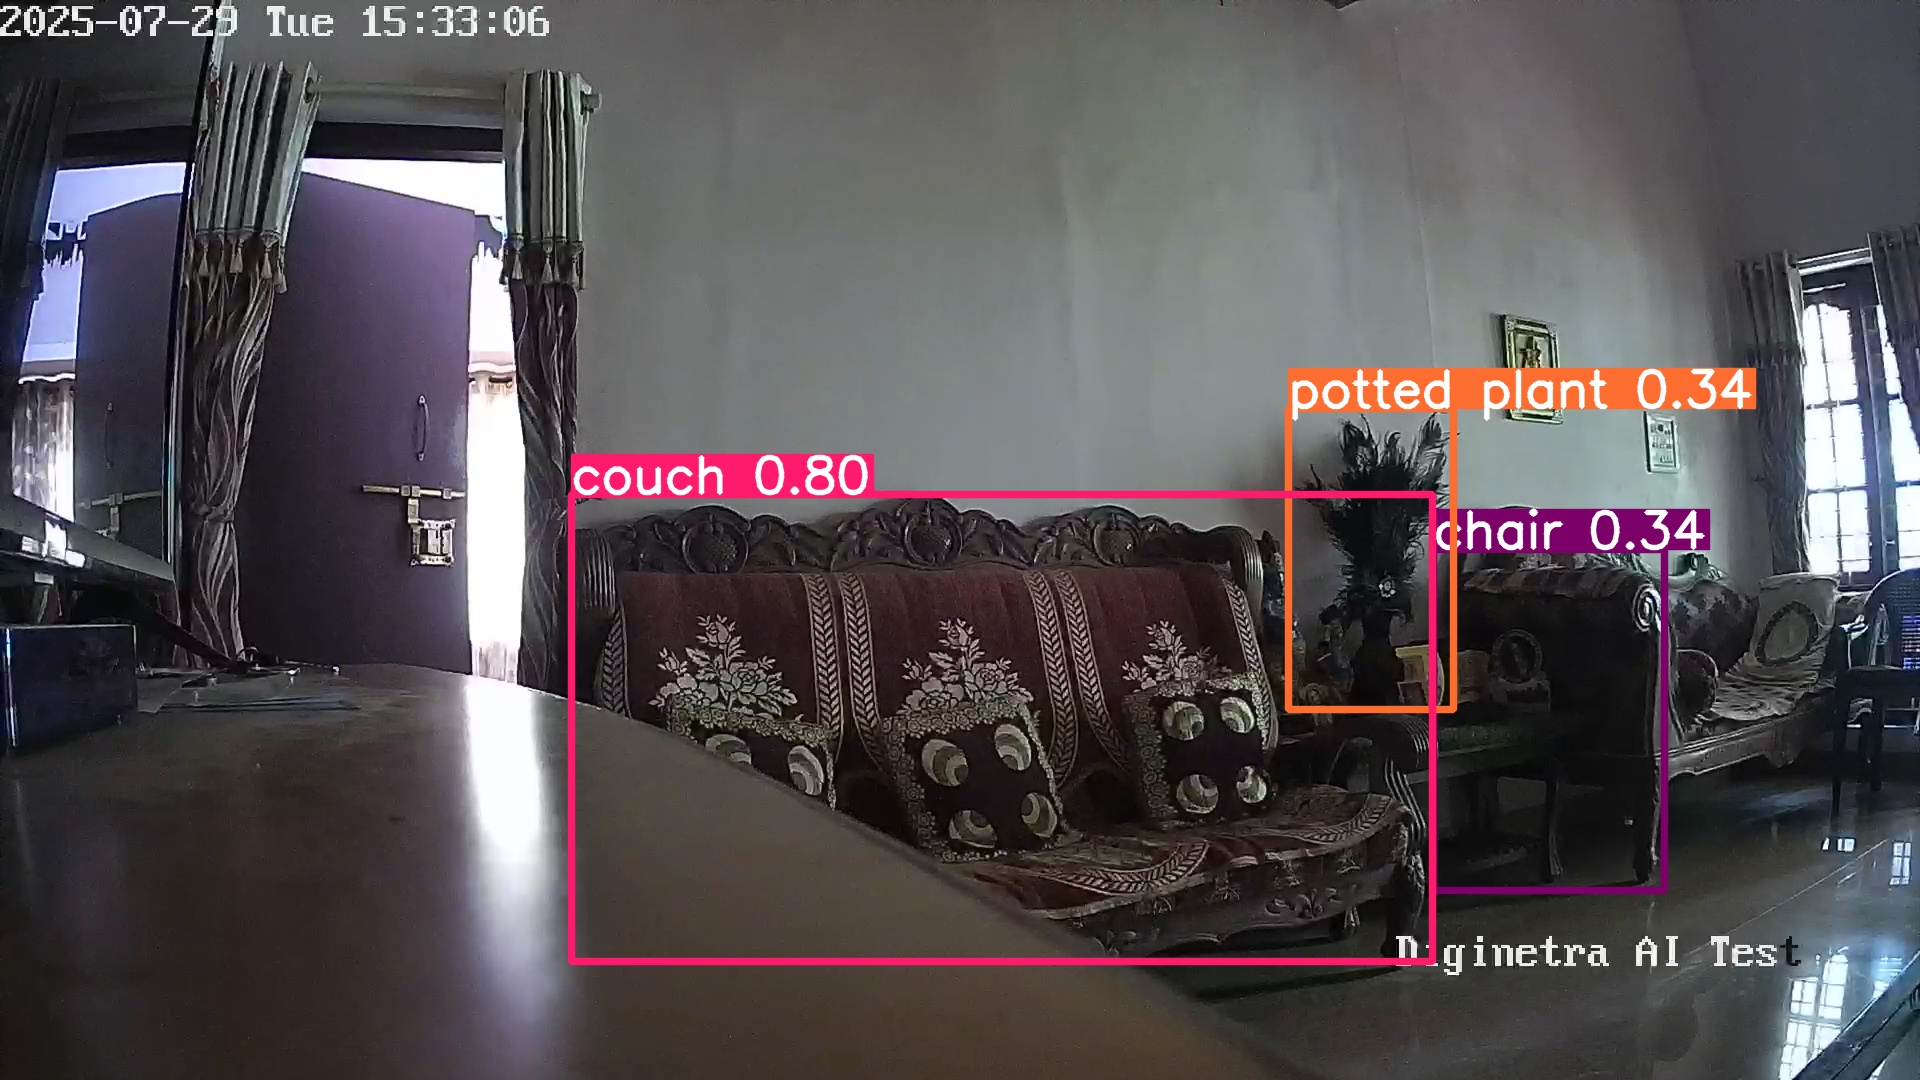 2025-07-29 Tue 15:33:06
potted plant 0.34
couch 0.80
chair 0.34
Diginetra AI Test